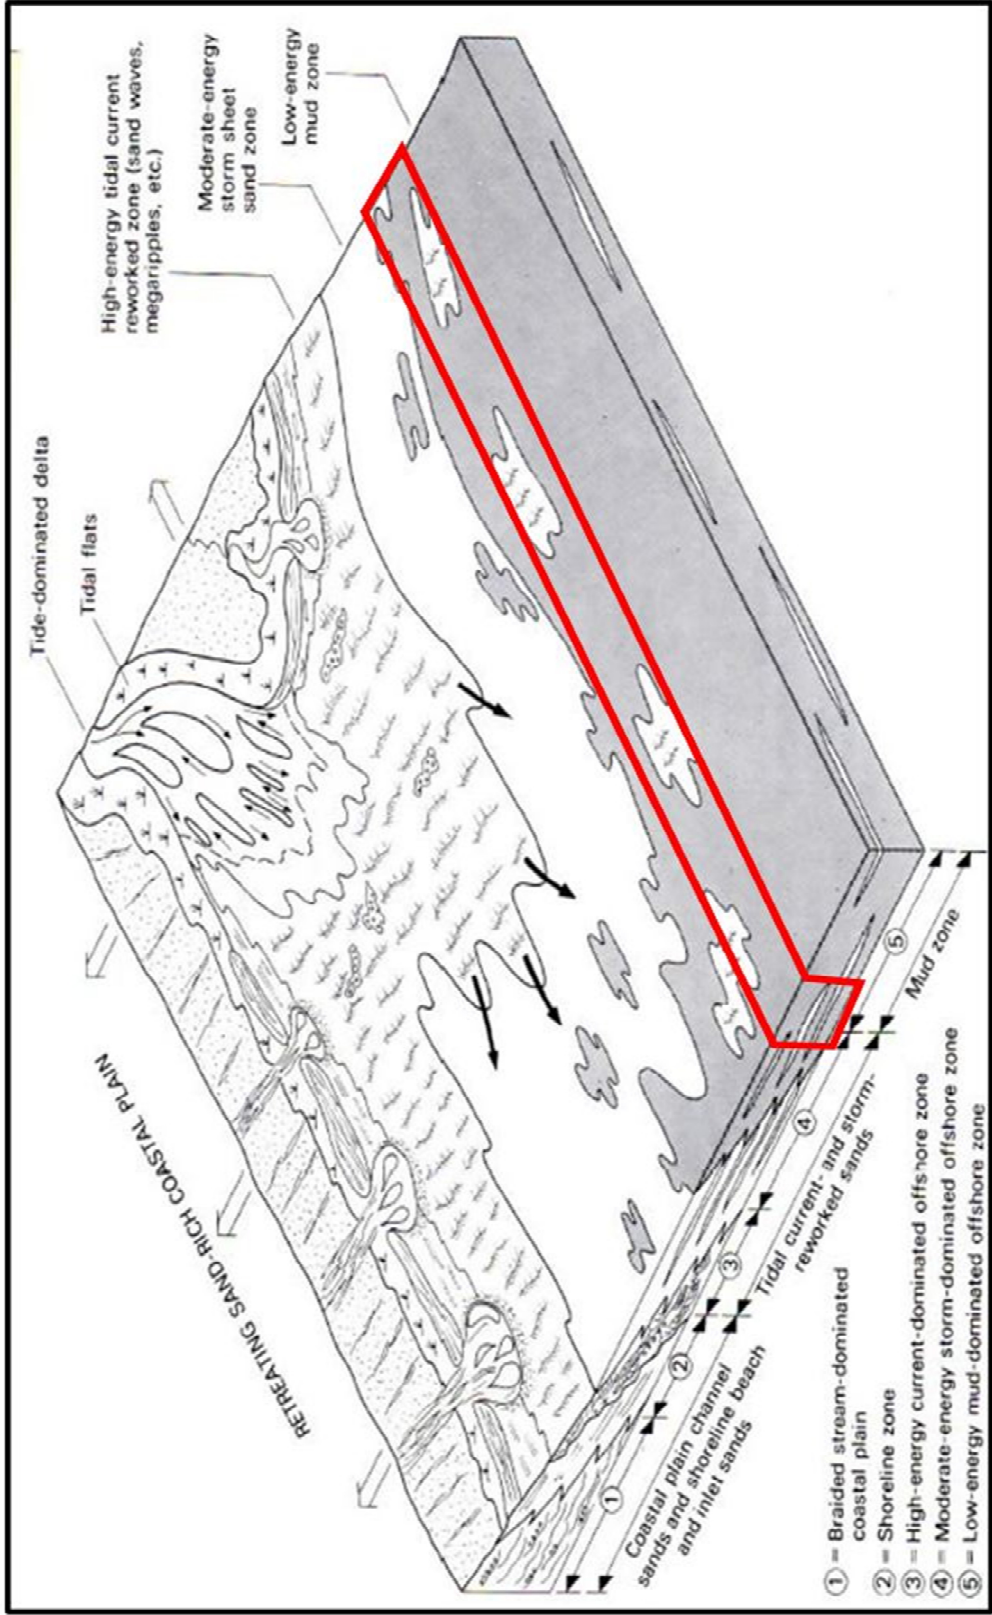 Tide-dominated delta
Tidal flats
High-energy tidal current
reworked zone (sand waves,
megaripples, etc.)
Moderate-energy
storm sheet
sand zone
Low-energy
mud zone
RETREATING SAND-RICH COASTAL PLAIN
1
Coastal plain channel
sands and shoreline beach
and inlet sands
2
3
Tidal current- and storm-
reworked sands
4
5
Mud zone
1 = Braided stream-dominated
coastal plain
2 = Shoreline zone
3 = High-energy current-dominated offshore zone
4 = Moderate-energy storm-dominated offshore zone
5 = Low-energy mud-dominated offshore zone